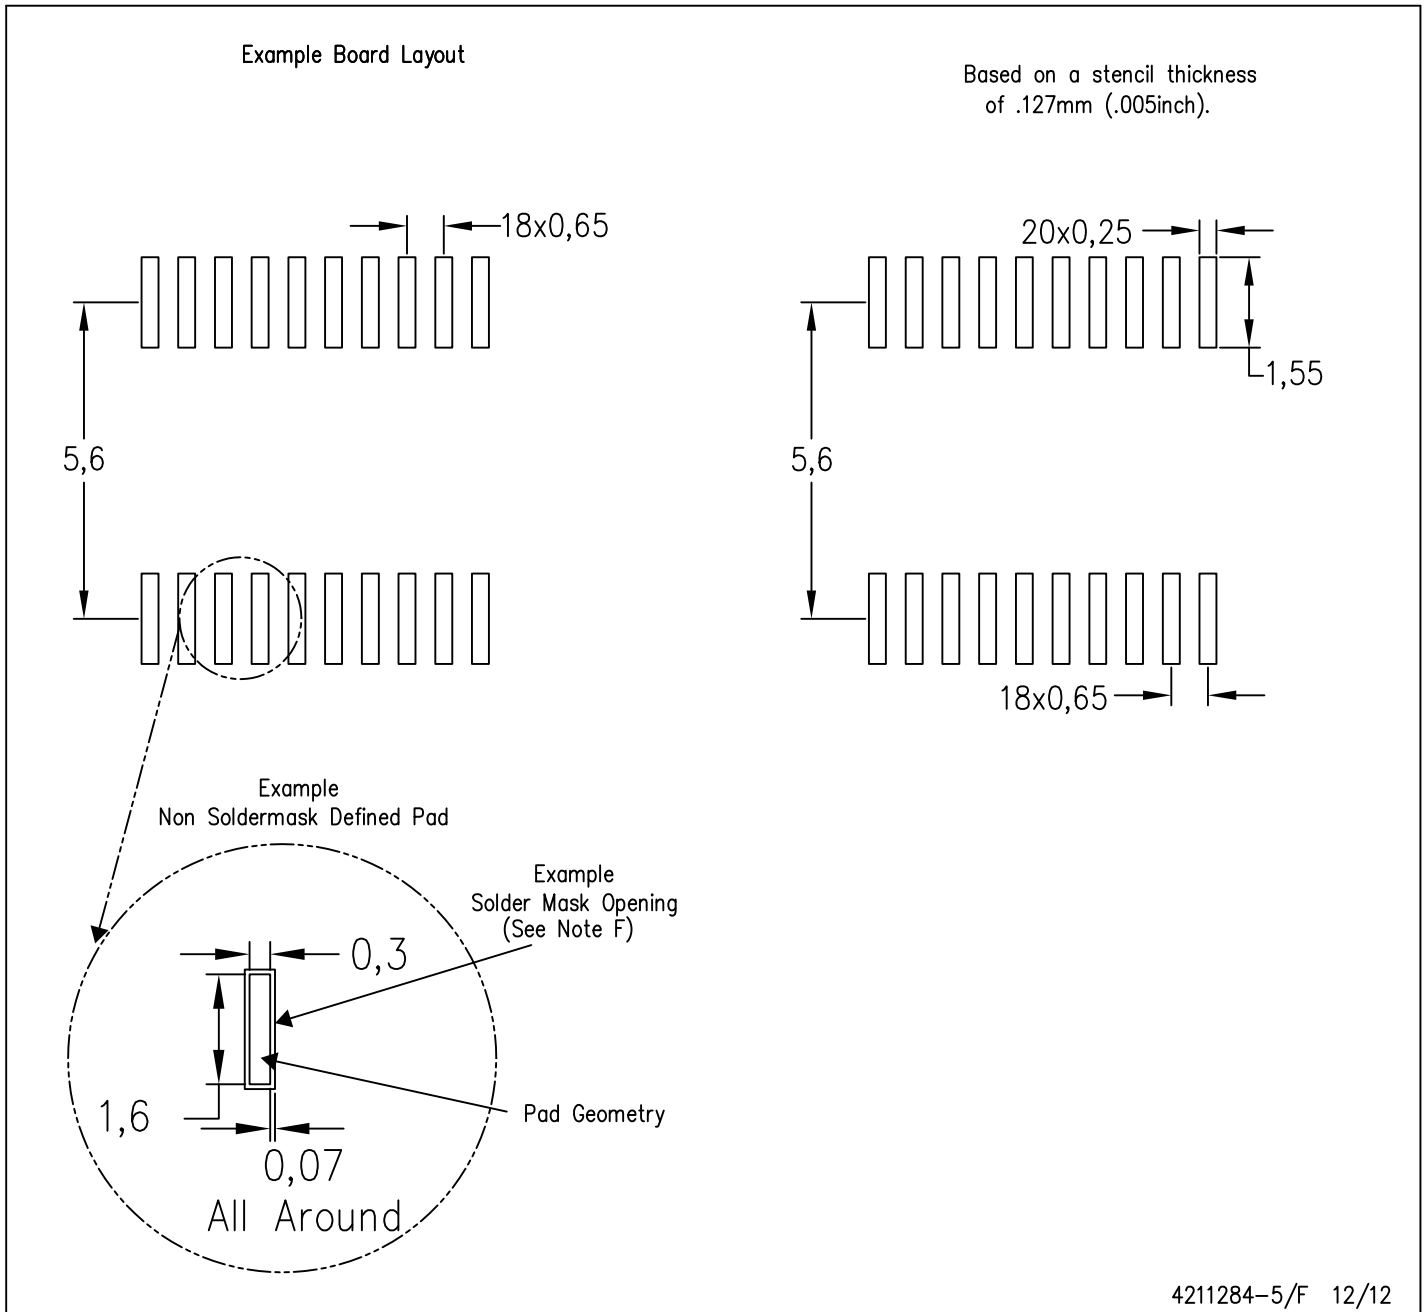 Example Board Layout
Based on a stencil thickness
of .127mm (.005inch).
18x0,65
20x0,25
1,55
5,6
5,6
18x0,65
Example
Non Soldermask Defined Pad
Example
Solder Mask Opening
(See Note F)
0,3
1,6
Pad Geometry
0,07
All Around
4211284-5/F 12/12